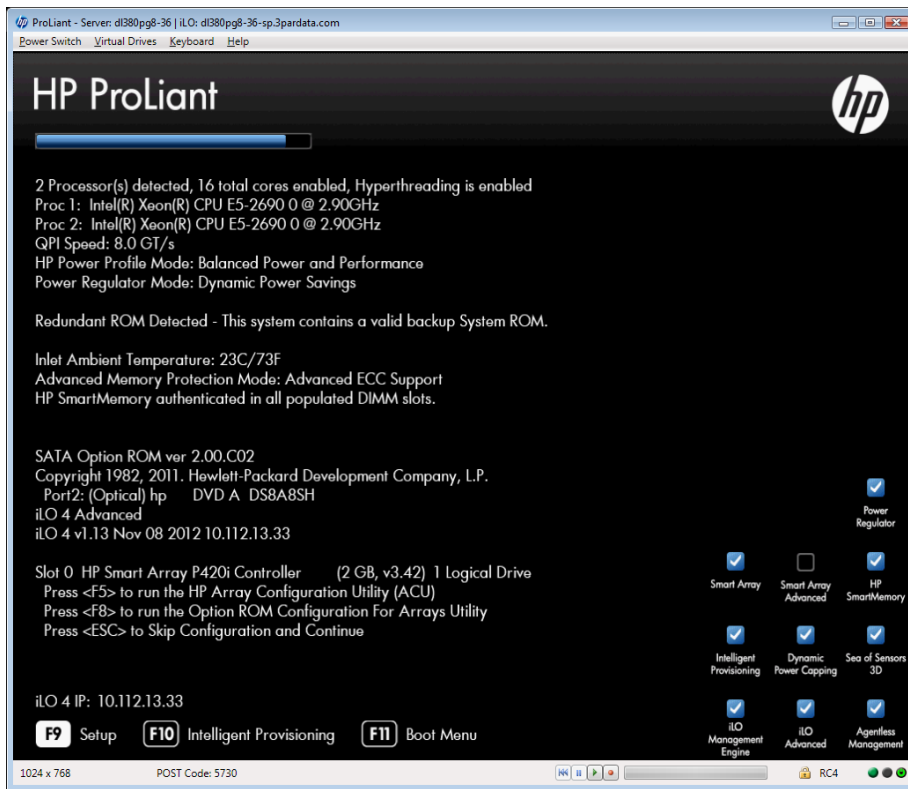 ProLiant - Server: dl380pg8-36 | iLO: dl380pg8-36-sp.3pardata.com
Power Switch Virtual Drives Keyboard Help
HP ProLiant
hp
2 Processor(s) detected, 16 total cores enabled, Hyperthreading is enabled
Proc 1: Intel(R) Xeon(R) CPU E5-2690 0 @ 2.90GHz
Proc 2: Intel(R) Xeon(R) CPU E5-2690 0 @ 2.90GHz
QPI Speed: 8.0 GT/s
HP Power Profile Mode: Balanced Power and Performance
Power Regulator Mode: Dynamic Power Savings
Redundant ROM Detected - This system contains a valid backup System ROM.
Inlet Ambient Temperature: 23C/73F
Advanced Memory Protection Mode: Advanced ECC Support
HP SmartMemory authenticated in all populated DIMM slots.
SATA Option ROM ver 2.00.C02
Copyright 1982, 2011. Hewlett-Packard Development Company, L.P.
Port2: (Optical) hp DVD A DS8A8SH
iLO 4 Advanced
iLO 4 v1.13 Nov 08 2012 10.112.13.33
Slot 0 HP Smart Array P420i Controller (2 GB, v3.42) 1 Logical Drive
Press <F5> to run the HP Array Configuration Utility (ACU)
Press <F8> to run the Option ROM Configuration For Arrays Utility
Press <ESC> to Skip Configuration and Continue
Power
Regulator
Smart Array
Smart Array
Advanced
HP
SmartMemory
Intelligent
Provisioning
Dynamic
Power Capping
Sea of Sensors
3D
iLO
Management
Engine
iLO
Advanced
Agentless
Management
iLO 4 IP: 10.112.13.33
F9 Setup F10 Intelligent Provisioning F11 Boot Menu
1024 x 768 POST Code: 5730 RC4